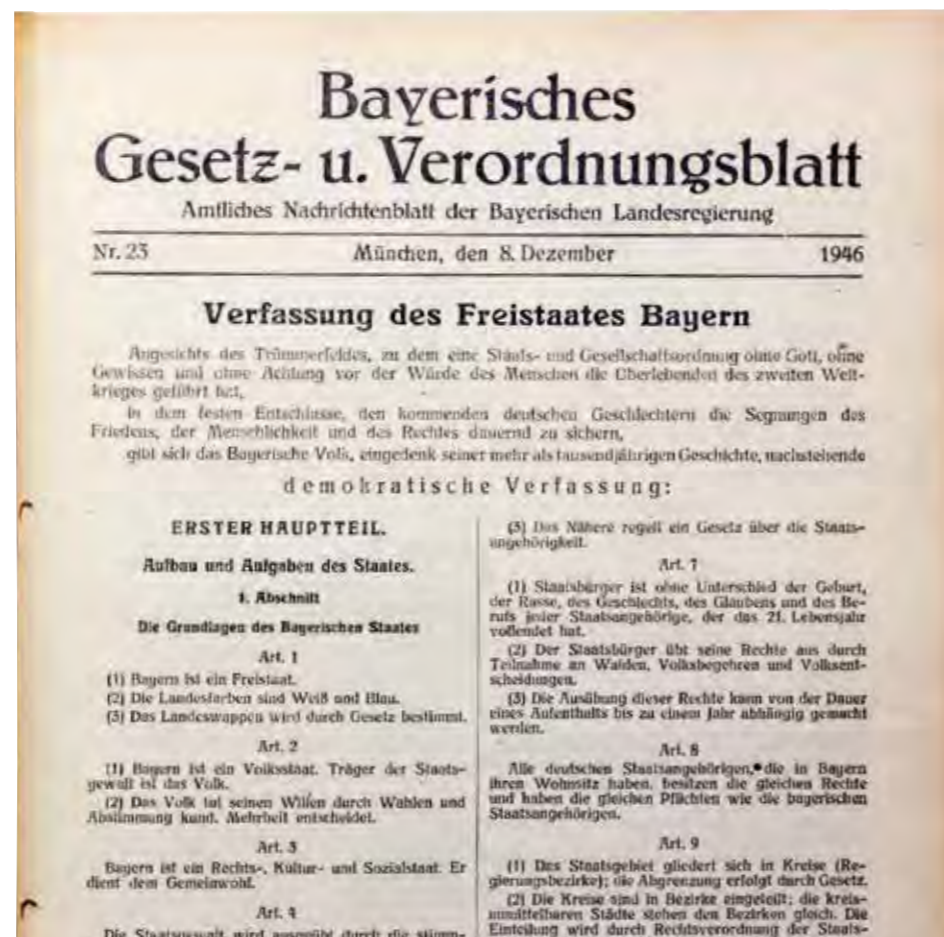 Bayerisches
Gesetz- u. Verordnungsblatt
Amtliches Nachrichtenblatt der Bayerischen Landesregierung
Nr. 23 München, den 8. Dezember 1946
Verfassung des Freistaates Bayern
Angesichts des Trümmerfeldes, zu dem eine Staats- und Gesellschaftsordnung ohne Gott, ohne
Gewissen und ohne Achtung vor der Würde des Menschen die Überlebenden des zweiten Welt-
krieges geführt hat,
in dem festen Entschlusse, den kommenden deutschen Geschlechtern die Segnungen des
Friedens, der Menschlichkeit und des Rechtes dauernd zu sichern,
gibt sich das Bayerische Volk, eingedenk seiner mehr als tausendjährigen Geschichte, nachstehende
demokratische Verfassung:
ERSTER HAUPTTEIL.
Aufbau und Aufgaben des Staates.
1. Abschnitt
Die Grundlagen des Bayerischen Staates
Art. 1
(1) Bayern ist ein Freistaat.
(2) Die Landesfarben sind Weiß und Blau.
(3) Das Landeswappen wird durch Gesetz bestimmt.
Art. 2
(1) Bayern ist ein Volksstaat. Träger der Staats-
gewalt ist das Volk.
(2) Das Volk tut seinen Willen durch Wahlen und
Abstimmung kund. Mehrheit entscheidet.
Art. 3
Bayern ist ein Rechts-, Kultur- und Sozialstaat. Er
dient dem Gemeinwohl.
Art. 4
Die Staatsgewalt wird ausgeübt durch die stimm-
(3) Das Nähere regelt ein Gesetz über die Staats-
angehörigkeit.
Art. 7
(1) Staatsbürger ist ohne Unterschied der Geburt,
der Rasse, des Geschlechts, des Glaubens und des Be-
rufs jeder Staatsangehörige, der das 21. Lebensjahr
vollendet hat.
(2) Der Staatsbürger übt seine Rechte aus durch
Teilnahme an Wahlen, Volksbegehren und Volksent-
scheidungen.
(3) Die Ausübung dieser Rechte kann von der Dauer
eines Aufenthalts bis zu einem Jahr abhängig gemacht
werden.
Art. 8
Alle deutschen Staatsangehörigen, die in Bayern
ihren Wohnsitz haben, besitzen die gleichen Rechte
und haben die gleichen Pflichten wie die bayerischen
Staatsangehörigen.
Art. 9
(1) Das Staatsgebiet gliedert sich in Kreise (Re-
gierungsbezirke); die Abgrenzung erfolgt durch Gesetz.
(2) Die Kreise sind in Bezirke eingeteilt; die kreis-
unmittelbaren Städte stehen den Bezirken gleich. Die
Einteilung wird durch Rechtsverordnung der Staats-